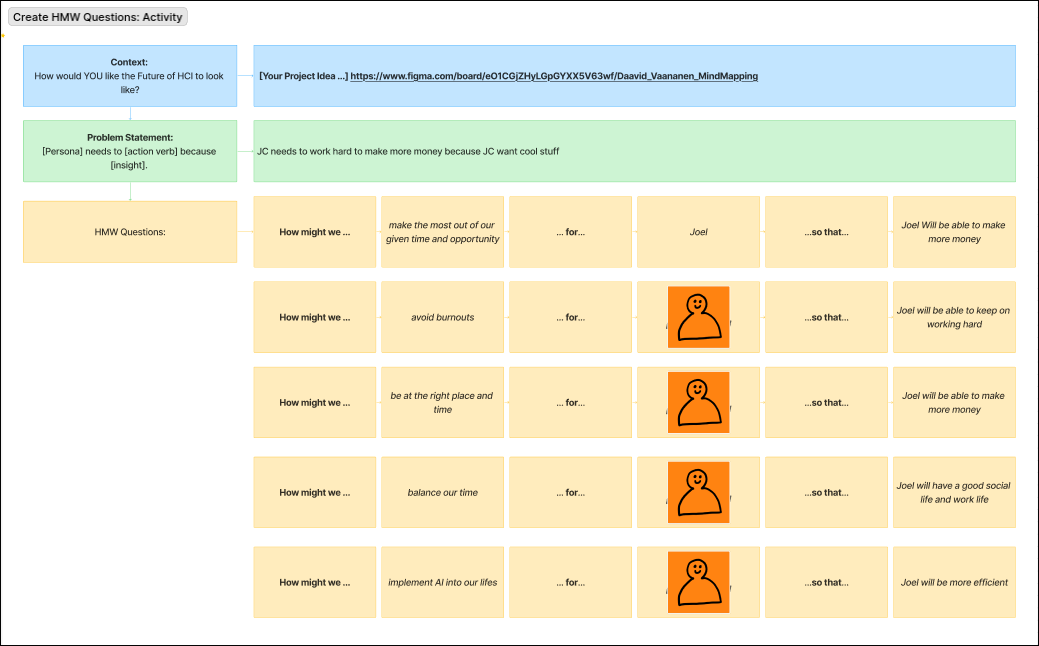 Create HMW Questions: Activity
Context:
How would YOU like the Future of HCI to look
like?
[Your Project Idea ...] https://www.figma.com/board/eO1CGjZHyLGpGYXX5V63wf/Daavid_Vaananen_MindMapping
Problem Statement:
[Persona] needs to [action verb] because
[insight].
JC needs to work hard to make more money because JC want cool stuff
HMW Questions:
How might we ...
make the most out of our
given time and opportunity
... for...
Joel
...so that...
Joel Will be able to make
more money
How might we ...
avoid burnouts
... for...
...so that...
Joel will be able to keep on
working hard
How might we ...
be at the right place and
time
... for...
...so that...
Joel will be able to make
more money
How might we ...
balance our time
... for...
...so that...
Joel will have a good social
life and work life
How might we ...
implement AI into our lifes
... for...
...so that...
Joel will be more efficient